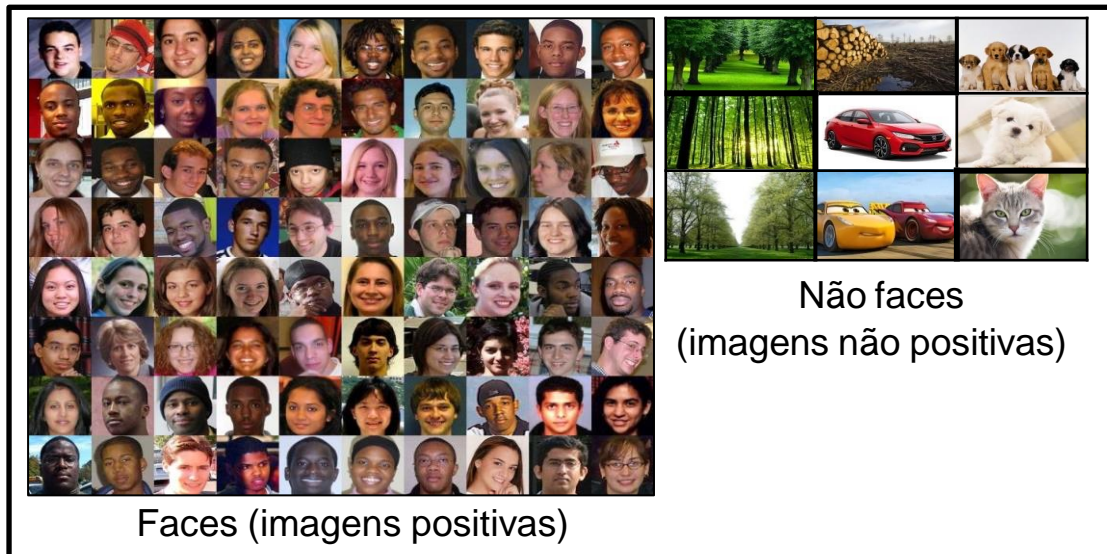 Não faces
(imagens não positivas)
Faces (imagens positivas)